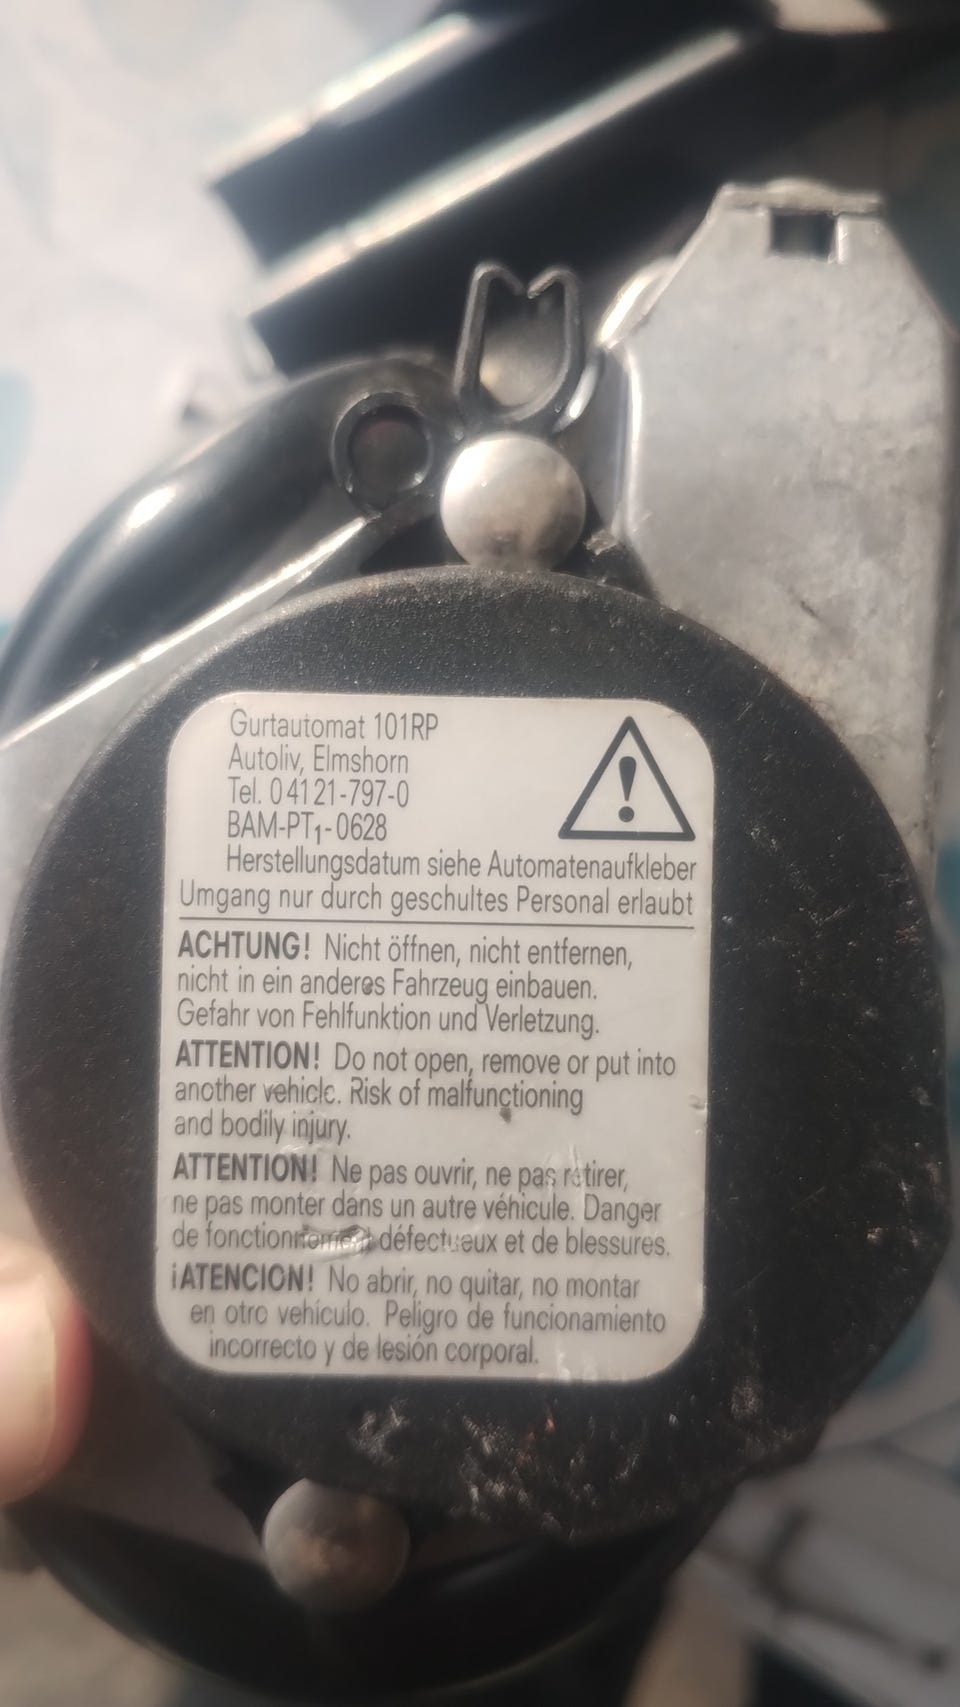 Gurtautomat 101RP
Autoliv, Elmshorn
Tel. 04121-797-0
BAM-PT₁-0628
Herstellungsdatum siehe Automatenaufkleber
Umgang nur durch geschultes Personal erlaubt
ACHTUNG! Nicht öffnen, nicht entfernen,
nicht in ein anderes Fahrzeug einbauen.
Gefahr von Fehlfunktion und Verletzung.
ATTENTION! Do not open, remove or put into
another vehicle. Risk of malfunctioning
and bodily injury.
ATTENTION! Ne pas ouvrir, ne pas retirer,
ne pas monter dans un autre véhicule. Danger
de fonctionnement défectueux et de blessures.
¡ATENCION! No abrir, no quitar, no montar
en otro vehículo. Peligro de funcionamiento
incorrecto y de lesión corporal.